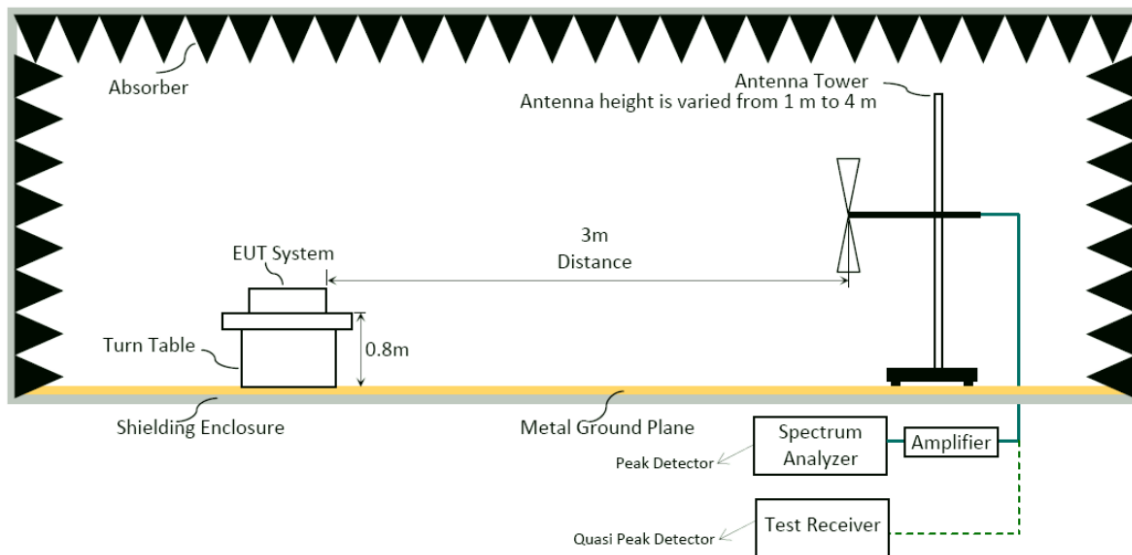 Absorber
Antenna Tower
Antenna height is varied from 1 m to 4 m
3m
Distance
EUT System
Turn Table
0.8m
Shielding Enclosure
Metal Ground Plane
Spectrum
Analyzer
Amplifier
Peak Detector
Test Receiver
Quasi Peak Detector